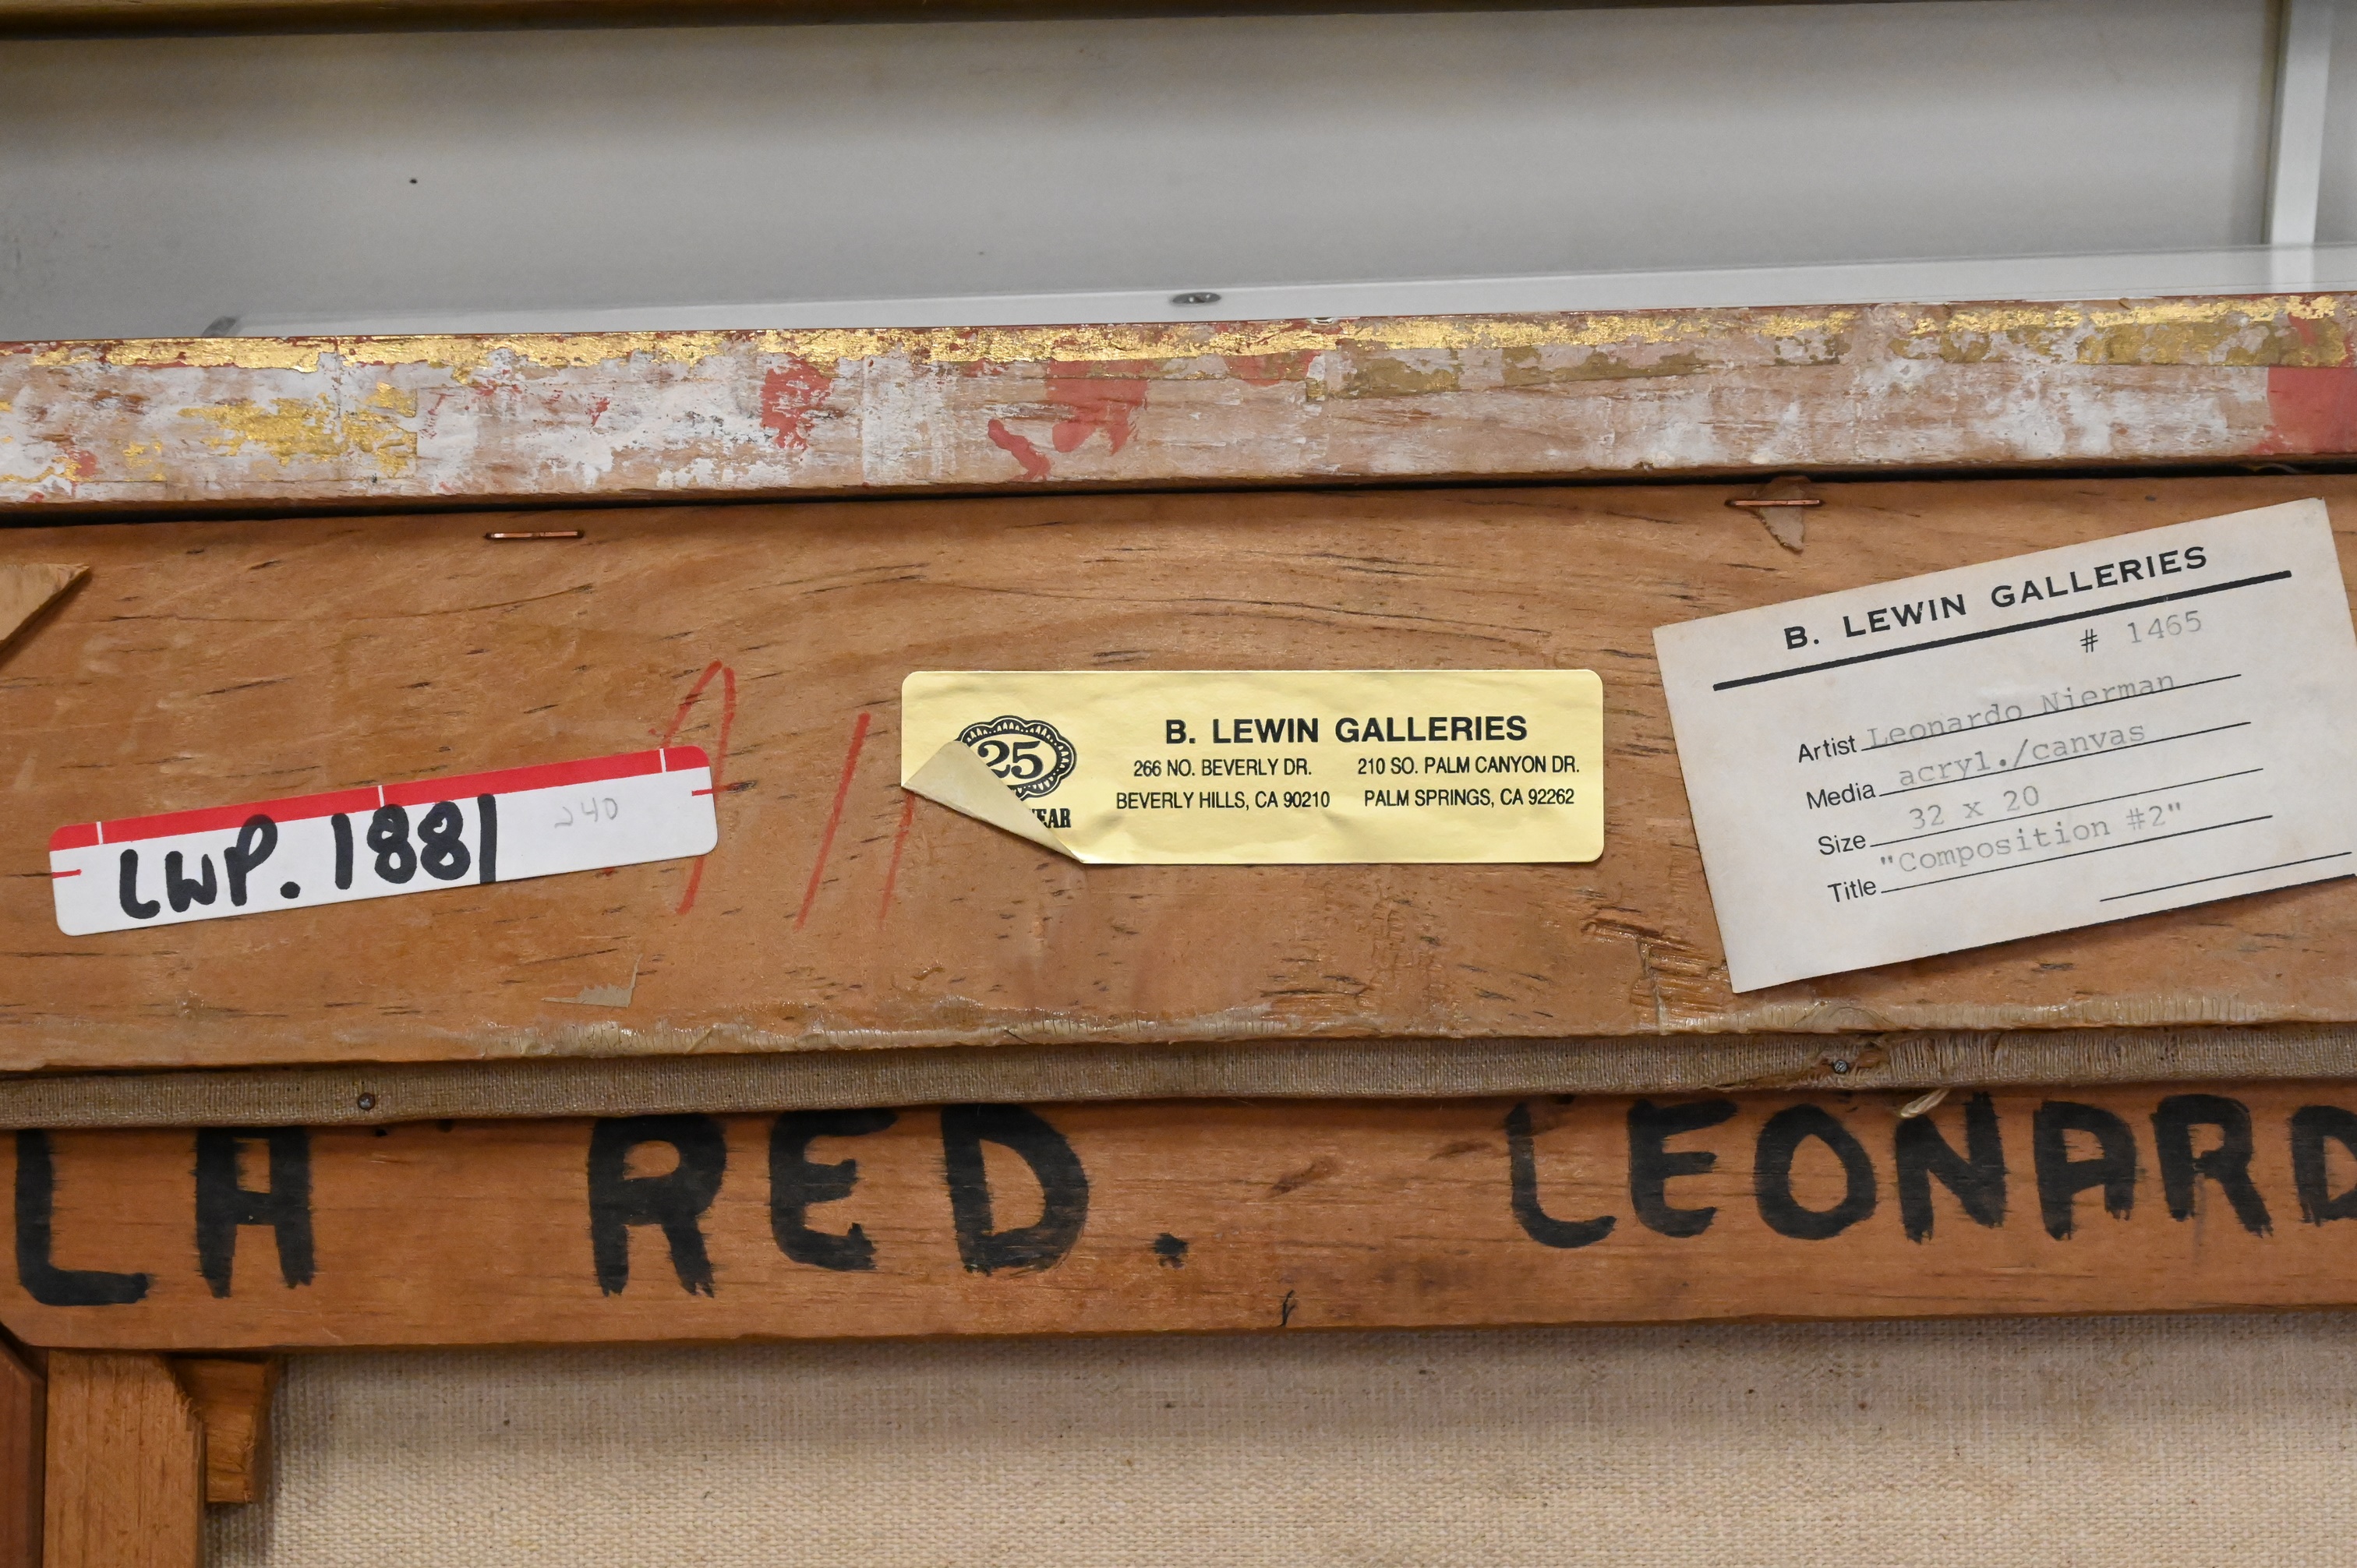 LWP. 1881 240
25
B. LEWIN GALLERIES
266 NO. BEVERLY DR. 210 SO. PALM CANYON DR.
BEVERLY HILLS, CA 90210 PALM SPRINGS, CA 92262
B. LEWIN GALLERIES
# 1465
Artist Leonardo Nierman
Media acryl./canvas
Size 32 x 20
Title "Composition #2"
LA RED. LEONARD